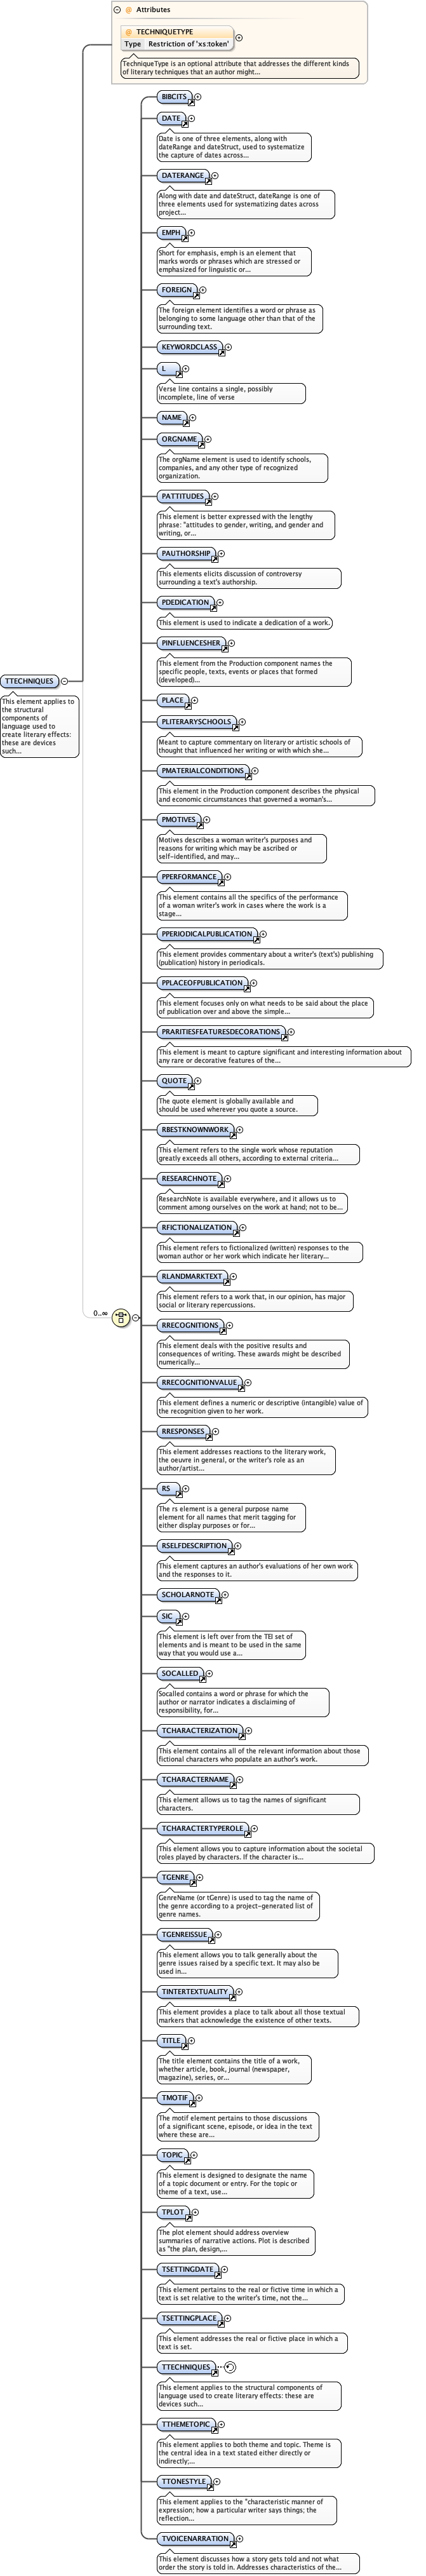 @ Attributes
@ TECHNIQUETYPE
Type Restriction of 'xs:token'
TechniqueType is an optional attribute that addresses the different kinds
of literary techniques that an author might...
BIBCITS
DATE
Date is one of three elements, along with
dateRange and dateStruct, used to systematize
the capture of dates across...
DATERANGE
Along with date and dateStruct, dateRange is one of
three elements used for systematizing dates across
project...
EMPH
Short for emphasis, emph is an element that
marks words or phrases which are stressed or
emphasized for linguistic or...
FOREIGN
The foreign element identifies a word or phrase as
belonging to some language other than that of the
surrounding text.
KEYWORDCLASS
L
Verse line contains a single, possibly
incomplete, line of verse
NAME
ORGNAME
The orgName element is used to identify schools,
companies, and any other type of recognized
organization.
PATTITUDES
This element is better expressed with the lengthy
phrase: "attitudes to gender, writing, and gender and
writing, or...
PAUTHORSHIP
This elements elicits discussion of controversy
surrounding a text's authorship.
PDEDICATION
This element is used to indicate a dedication of a work.
PINFLUENCESHER
This element from the Production component names the
specific people, texts, events or places that formed
(developed)...
TTECHNIQUES
This element applies to
the structural
components of
language used to
create literary effects:
these are devices
such...
PLACE
PLITERARYSCHOOLS
Meant to capture commentary on literary or artistic schools of
thought that influenced her writing or with which she...
PMATERIALCONDITIONS
This element in the Production component describes the physical
and economic circumstances that governed a woman's...
PMOTIVES
Motives describes a woman writer's purposes and
reasons for writing which may be ascribed or
self-identified, and may...
PPERFORMANCE
This element contains all the specifics of the performance
of a woman writer's work in cases where the work is a
stage...
PPERIODICALPUBLICATION
This element provides commentary about a writer's (text's) publishing
(publication) history in periodicals.
PPLACEOFPUBLICATION
This element focuses only on what needs to be said about the place
of publication over and above the simple...
PRARITIESFEATURESDECORATIONS
This element is meant to capture significant and interesting information about
any rare or decorative features of the...
QUOTE
The quote element is globally available and
should be used wherever you quote a source.
RBESTKNOWNWORK
This element refers to the single work whose reputation
greatly exceeds all others, according to external criteria...
RESEARCHNOTE
ResearchNote is available everywhere, and it allows us to
comment among ourselves on the work at hand; not to be...
RFICTIONALIZATION
This element refers to fictionalized (written) responses to the
woman author or her work which indicate her literary...
RLANDMARKTEXT
This element refers to a work that, in our opinion, has major
social or literary repercussions.
0..∞
RRECOGNITIONS
This element deals with the positive results and
consequences of writing. These awards might be described
numerically...
RRECOGNITIONVALUE
This element defines a numeric or descriptive (intangible) value of
the recognition given to her work.
RRESPONSES
This element addresses reactions to the literary work,
the oeuvre in general, or the writer's role as an
author/artist...
RS
The rs element is a general purpose name
element for all names that merit tagging for
either display purposes or for...
RSELFDESCRIPTION
This element captures an author's evaluations of her own work
and the responses to it.
SCHOLARNOTE
SIC
This element is left over from the TEI set of
elements and is meant to be used in the same
way that you would use a...
SOCALLED
Socalled contains a word or phrase for which the
author or narrator indicates a disclaiming of
responsibility, for...
TCHARACTERIZATION
This element contains all of the relevant information about those
fictional characters who populate an author's work.
TCHARACTERNAME
This element allows us to tag the names of significant
characters.
TCHARACTERTYPEROLE
This element allows you to capture information about the societal
roles played by characters. If the character is...
TGENRE
GenreName (or tGenre) is used to tag the name of
the genre according to a project-generated list of
genre names.
TGENREISSUE
This element allows you to talk generally about the
genre issues raised by a specific text. It may also be
used in...
TINTERTEXTUALITY
This element provides a place to talk about all those textual
markers that acknowledge the existence of other texts.
TITLE
The title element contains the title of a work,
whether article, book, journal (newspaper,
magazine), series, or...
TMOTIF
The motif element pertains to those discussions
of a significant scene, episode, or idea in the text
where these are...
TOPIC
This element is designed to designate the name
of a topic document or entry. For the topic or
theme of a text, use...
TPLOT
The plot element should address overview
summaries of narrative actions. Plot is described
as "the plan, design,...
TSETTINGDATE
This element pertains to the real or fictive time in which a
text is set relative to the writer's time, not the...
TSETTINGPLACE
This element addresses the real or fictive place in which a
text is set.
TTECHNIQUES
This element applies to the structural components of
language used to create literary effects: these are
devices such...
TTHEMETOPIC
This element applies to both theme and topic. Theme is
the central idea in a text stated either directly or
indirectly;...
TTONESTYLE
This element applies to the "characteristic manner of
expression; how a particular writer says things; the
reflection...
TVOICENARRATION
This element discusses how a story gets told and not what
order the story is told in. Addresses characteristics of the...